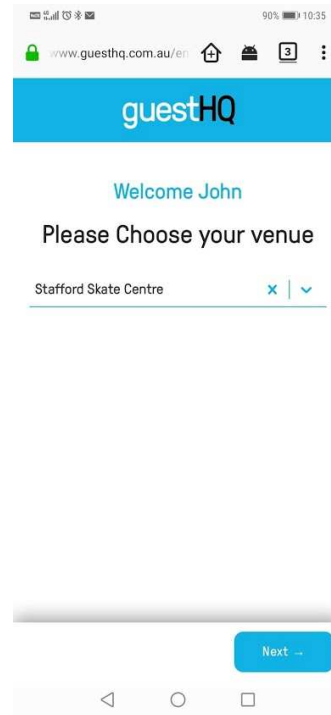 90% 10:35
www.guesthq.com.au/en
3
guestHQ
Welcome John
Please Choose your venue
Stafford Skate Centre
Next →